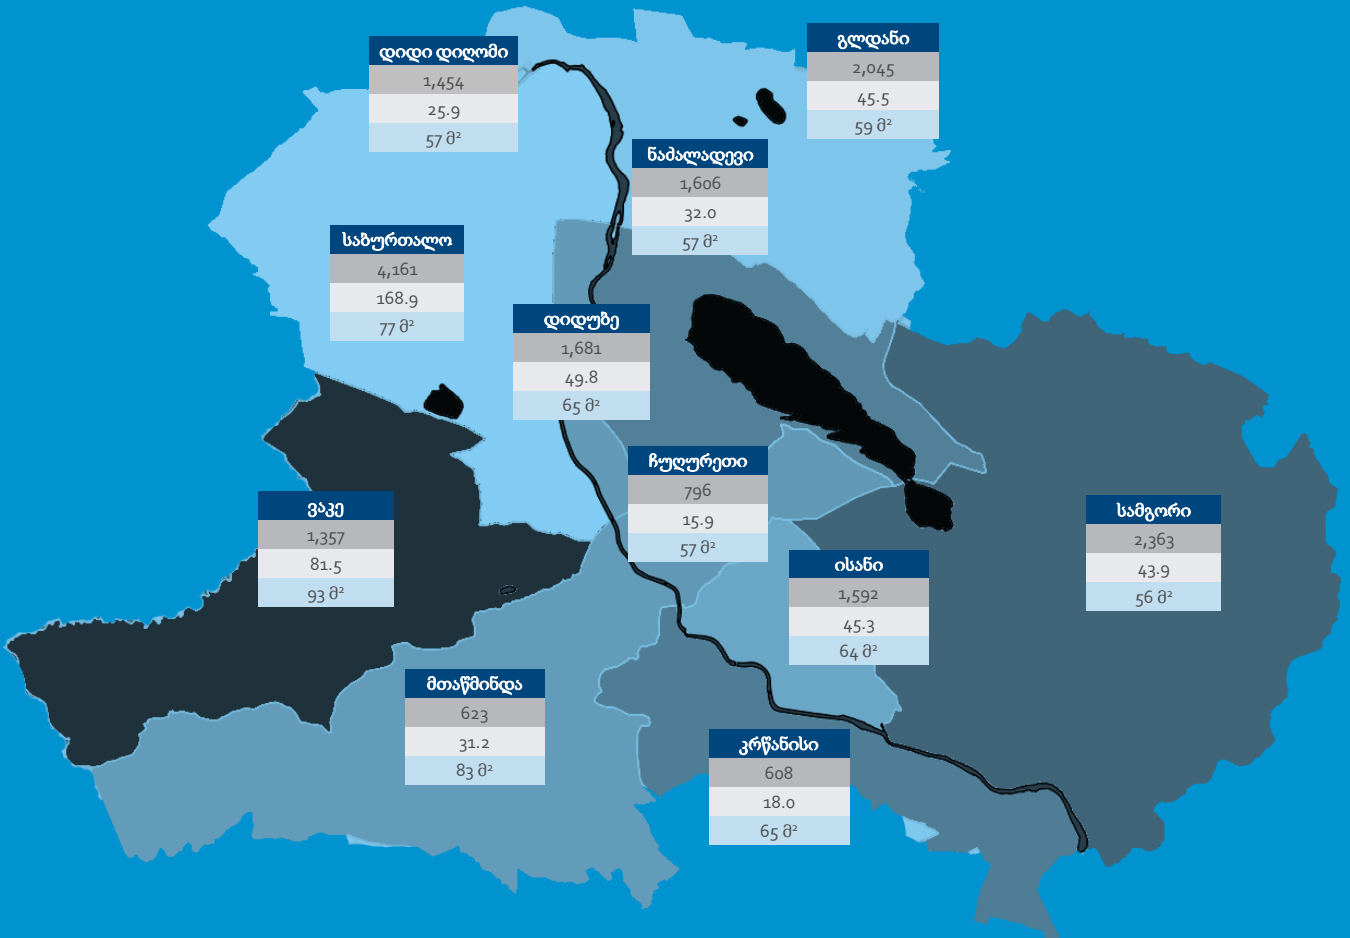 დიდი დიღომი
1,454
25.9
57 მ²
გლდანი
2,045
45.5
59 მ²
ნაძალადევი
1,606
32.0
57 მ²
საბურთალო
4,161
168.9
77 მ²
დიდუბე
1,681
49.8
65 მ²
ჩუღურეთი
796
15.9
57 მ²
ვაკე
1,357
81.5
93 მ²
სამგორი
2,363
43.9
56 მ²
ისანი
1,592
45.3
64 მ²
მთაწმინდა
623
31.2
83 მ²
კრწანისი
608
18.0
65 მ²